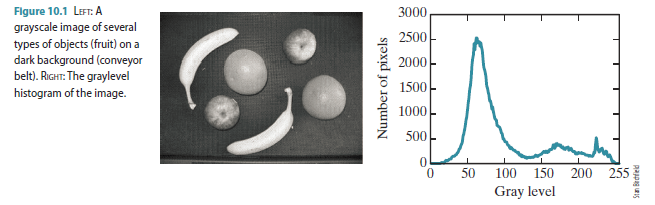 Figure 10.1 LEFT: A
grayscale image of several
types of objects (fruit) on a
dark background (conveyor
belt). RIGHT: The graylevel
histogram of the image.
Number of pixels
3000
2500
2000
1500
1000
500
0
0 50 100 150 200 255
Gray level
Stan Birchfield